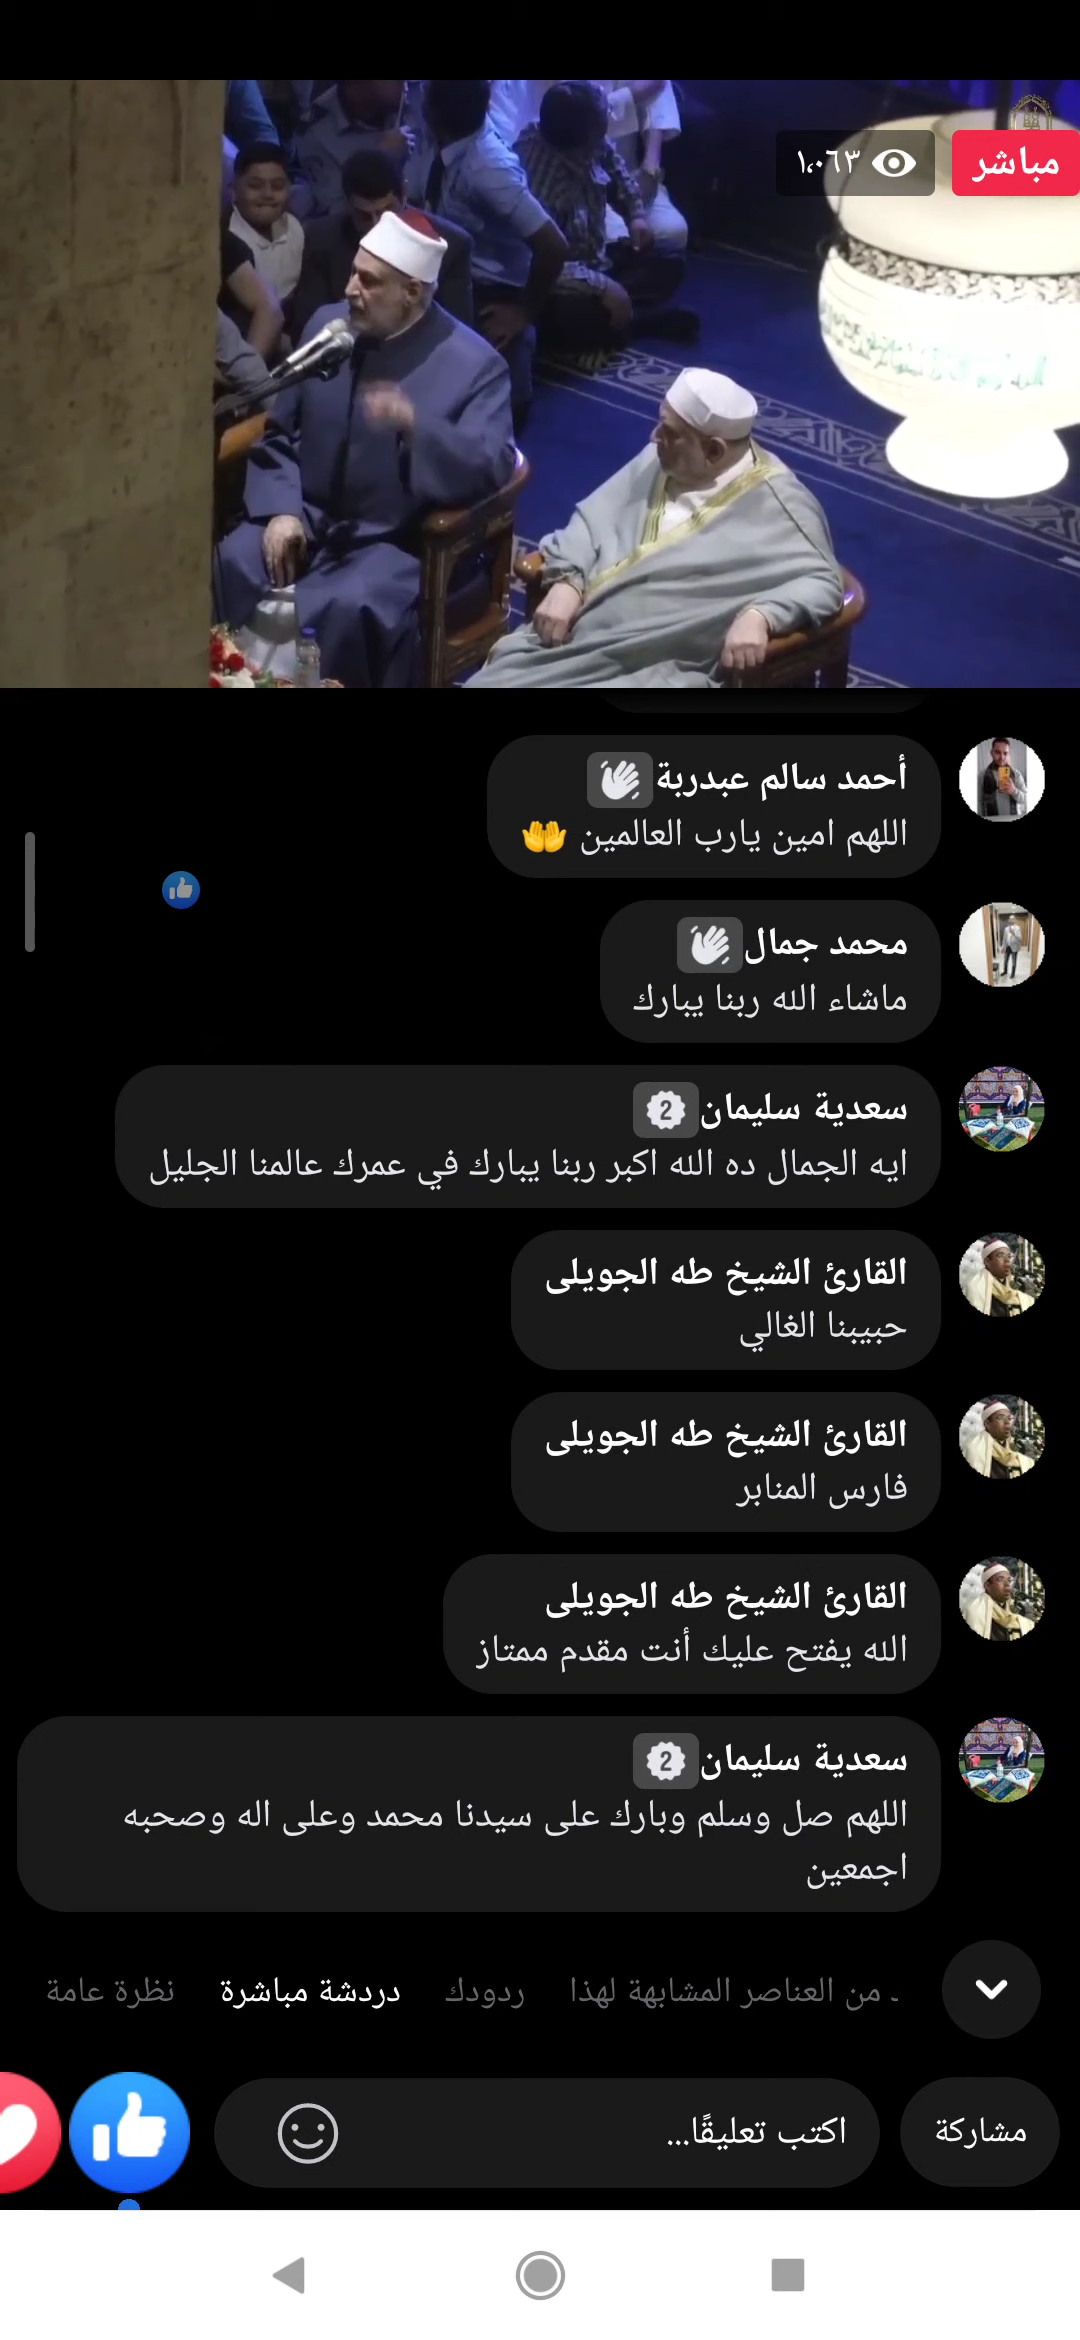 مباشر
١٬٠٦٣
أحمد سالم عبدربة
اللهم امين يارب العالمين 🤲
محمد جمال
ماشاء الله ربنا يبارك
سعدية سليمان 2
ايه الجمال ده الله اكبر ربنا يبارك في عمرك عالمنا الجليل
القارئ الشيخ طه الجويلى
حبيبنا الغالي
القارئ الشيخ طه الجويلى
فارس المنابر
القارئ الشيخ طه الجويلى
الله يفتح عليك أنت مقدم ممتاز
سعدية سليمان 2
اللهم صل وسلم وبارك على سيدنا محمد وعلى اله وصحبه
اجمعين
من العناصر المشابهة لهذا ردودك دردشة مباشرة نظرة عامة
مشاركة
اكتب تعليقًا...